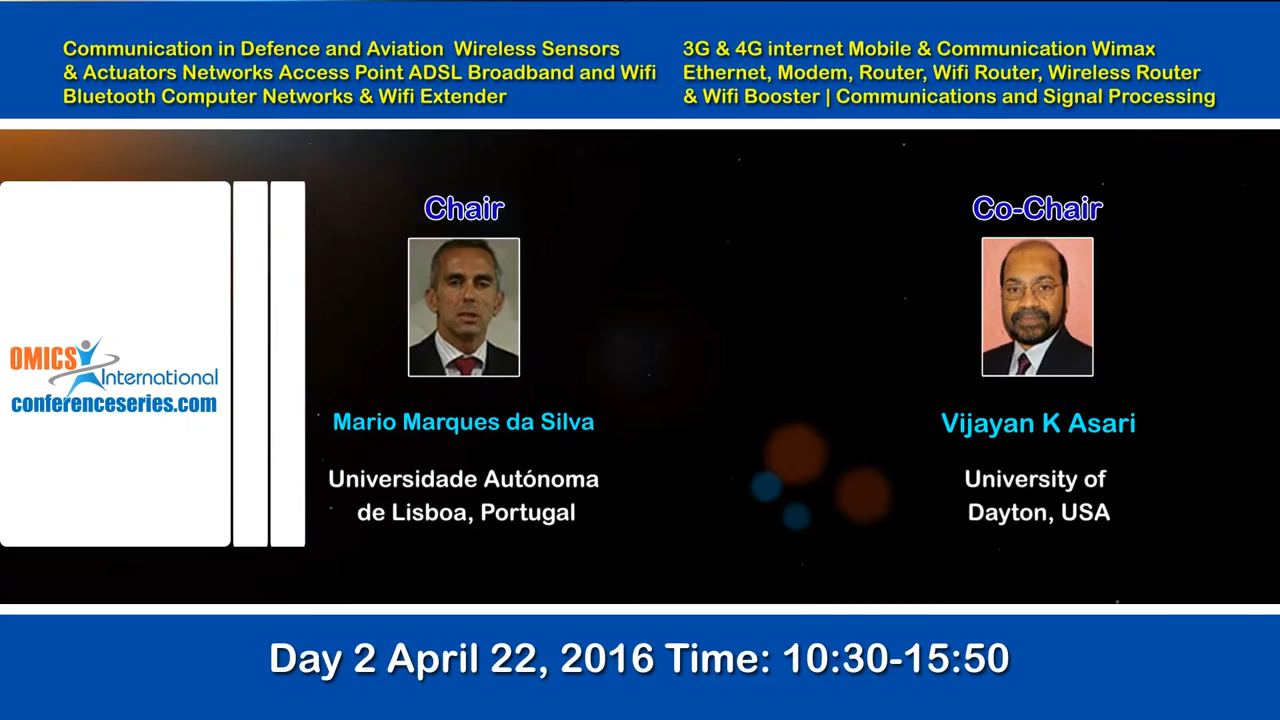 Communication in Defence and Aviation Wireless Sensors
& Actuators Networks Access Point ADSL Broadband and Wifi
Bluetooth Computer Networks & Wifi Extender
3G & 4G internet Mobile & Communication Wimax
Ethernet, Modem, Router, Wifi Router, Wireless Router
& Wifi Booster | Communications and Signal Processing
OMICS International
conferenceseries.com
Chair
Mario Marques da Silva
Universidade Autónoma
de Lisboa, Portugal
Co-Chair
Vijayan K Asari
University of
Dayton, USA
Day 2 April 22, 2016 Time: 10:30-15:50